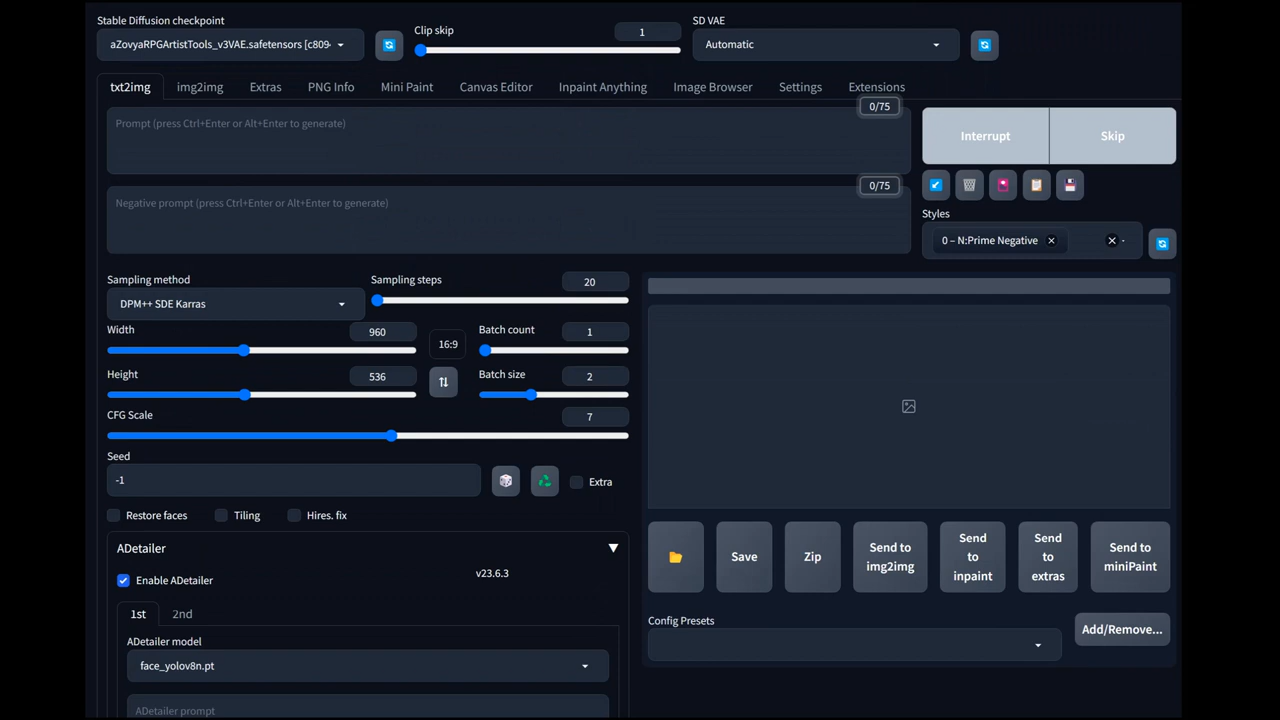 Stable Diffusion checkpoint
aZovyaRPGArtistTools_v3VAE.safetensors [c809-
Clip skip
1
SD VAE
Automatic
txt2img
img2img
Extras
PNG Info
Mini Paint
Canvas Editor
Inpaint Anything
Image Browser
Settings
Extensions
0/75
Prompt (press Ctrl+Enter or Alt+Enter to generate)
0/75
Negative prompt (press Ctrl+Enter or Alt+Enter to generate)
Interrupt
Skip
Styles
0 – N:Prime Negative
Sampling method
DPM++ SDE Karras
Sampling steps
20
Width
960
16:9
Batch count
1
Height
536
Batch size
2
CFG Scale
7
Seed
-1
Extra
Restore faces
Tiling
Hires. fix
ADetailer
Enable ADetailer
v23.6.3
1st
2nd
ADetailer model
face_yolov8n.pt
ADetailer prompt
Save
Zip
Send to
img2img
Send
to
inpaint
Send
to
extras
Send to
miniPaint
Config Presets
Add/Remove...